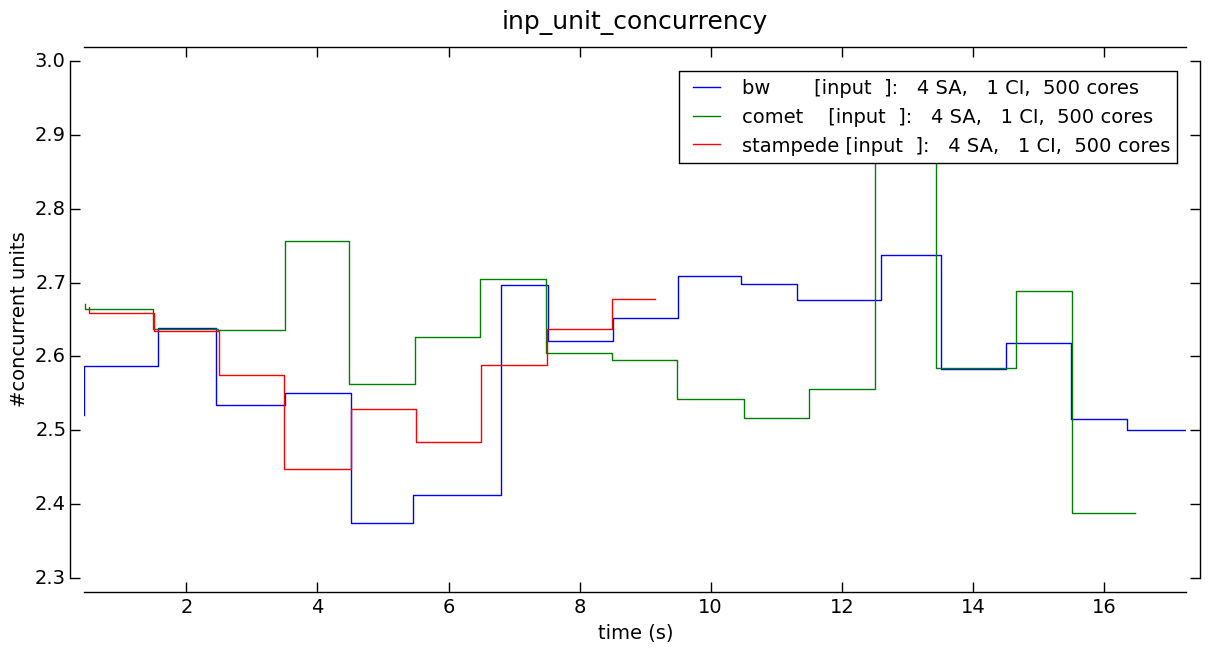 inp_unit_concurrency
bw [input ]: 4 SA, 1 CI, 500 cores
comet [input ]: 4 SA, 1 CI, 500 cores
stampede [input ]: 4 SA, 1 CI, 500 cores
3.0
2.9
2.8
2.7
2.6
2.5
2.4
2.3
#concurrent units
2 4 6 8 10 12 14 16
time (s)